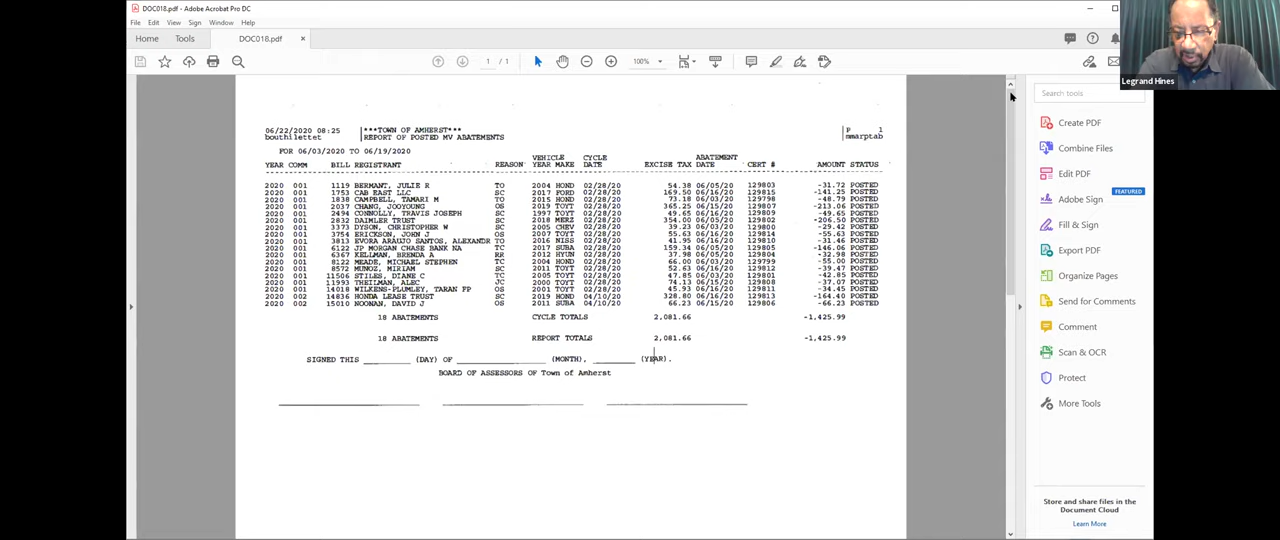 DOC018.pdf - Adobe Acrobat Pro DC
File Edit View Sign Window Help
Home Tools DOC018.pdf ×
1 / 1 100%
Legrand Hines
06/22/2020 08:25 ***TOWN OF AMHERST*** P 1
bouthilettet REPORT OF POSTED MV ABATEMENTS mmarptab
FOR 06/03/2020 TO 06/19/2020
VEHICLE CYCLE ABATEMENT
YEAR COMM BILL REGISTRANT REASON YEAR MAKE DATE EXCISE TAX DATE CERT # AMOUNT STATUS
2020 001 1119 BERMANT, JULIE R TO 2004 HOND 02/28/20 54.38 06/05/20 129803 -31.72 POSTED
2020 001 1753 CAB EAST LLC SC 2017 FORD 02/28/20 169.50 06/15/20 129815 -141.25 POSTED
2020 001 1838 CAMPBELL, TAMARI M TO 2015 HOND 02/28/20 73.18 06/03/20 129798 -48.79 POSTED
2020 001 2037 CHANG, JOOYOUNG OS 2019 TOYT 02/28/20 365.25 06/15/20 129807 -213.06 POSTED
2020 001 2494 CONNOLLY, TRAVIS JOSEPH SC 1997 TOYT 02/28/20 49.65 06/15/20 129809 -49.65 POSTED
2020 001 2832 DAIMLER TRUST SC 2018 MERZ 02/28/20 354.00 06/05/20 129802 -206.50 POSTED
2020 001 3373 DYSON, CHRISTOPHER W SC 2005 CHEV 02/28/20 39.23 06/03/20 129800 -29.42 POSTED
2020 001 3754 ERICKSON, JOHN J OS 2007 TOYT 02/28/20 55.63 06/16/20 129814 -55.63 POSTED
2020 001 3813 EVORA ARAUJO SANTOS, ALEXANDR TO 2016 NISS 02/28/20 41.95 06/15/20 129810 -31.46 POSTED
2020 001 6122 JP MORGAN CHASE BANK NA TC 2017 SUBA 02/28/20 159.34 06/15/20 129805 -146.06 POSTED
2020 001 6367 KELLMAN, BRENDA A RR 2012 HYUN 02/28/20 37.98 06/08/20 129804 -32.98 POSTED
2020 001 8122 MEADE, MICHAEL STEPHEN TC 2004 HOND 02/28/20 66.00 06/03/20 129799 -55.00 POSTED
2020 001 8572 MUNOZ, MIRIAM SC 2011 TOYT 02/28/20 52.63 06/16/20 129812 -39.47 POSTED
2020 001 11506 STILES, DIANE C TC 2005 TOYT 02/28/20 47.85 06/03/20 129801 -42.85 POSTED
2020 001 11993 THEILMAN, ALEC JC 2000 TOYT 02/28/20 74.13 06/15/20 129808 -37.07 POSTED
2020 001 14018 WILKENS-PLUMLEY, TARAN FP OS 2001 TOYT 02/28/20 45.93 06/16/20 129811 -34.45 POSTED
2020 002 14836 HONDA LEASE TRUST SC 2019 HOND 04/10/20 328.80 06/16/20 129813 -164.40 POSTED
2020 002 15010 NOONAN, DAVID J OS 2011 SUBA 04/10/20 66.23 06/15/20 129806 -66.23 POSTED
18 ABATEMENTS CYCLE TOTALS 2,081.66 -1,425.99
18 ABATEMENTS REPORT TOTALS 2,081.66 -1,425.99
SIGNED THIS (DAY) OF (MONTH), (YEAR).
BOARD OF ASSESSORS OF Town of Amherst
Search tools
Create PDF
Combine Files
Edit PDF
FEATURED
Adobe Sign
Fill & Sign
Export PDF
Organize Pages
Send for Comments
Comment
Scan & OCR
Protect
More Tools
Store and share files in the
Document Cloud
Learn More